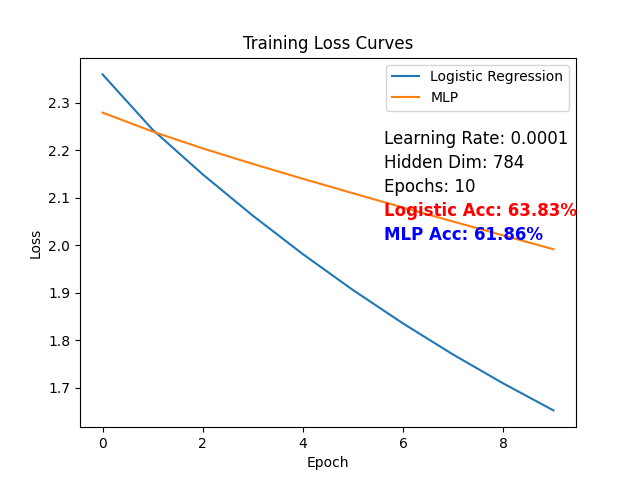 Training Loss Curves
Logistic Regression
MLP
Learning Rate: 0.0001
Hidden Dim: 784
Epochs: 10
Logistic Acc: 63.83%
MLP Acc: 61.86%
Loss
2.3
2.2
2.1
2.0
1.9
1.8
1.7
0 2 4 6 8
Epoch